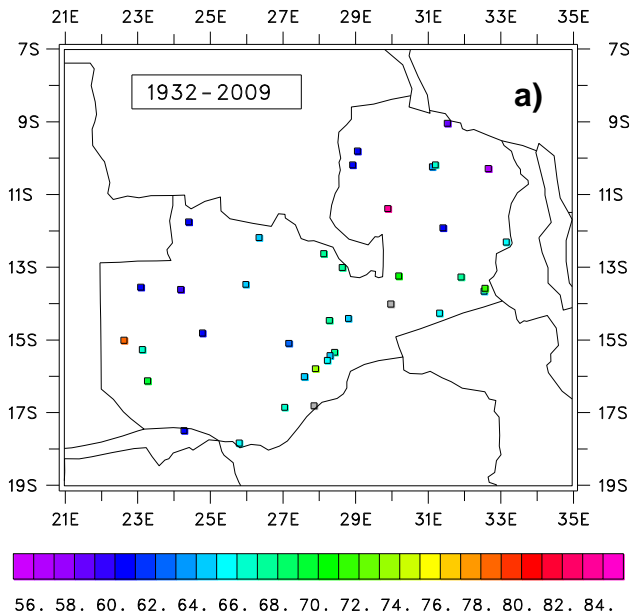 21E 23E 25E 27E 29E 31E 33E 35E
7S 7S
1932-2009 a)
9S 9S
11S 11S
13S 13S
15S 15S
17S 17S
19S 19S
21E 23E 25E 27E 29E 31E 33E 35E
56. 58. 60. 62. 64. 66. 68. 70. 72. 74. 76. 78. 80. 82. 84.